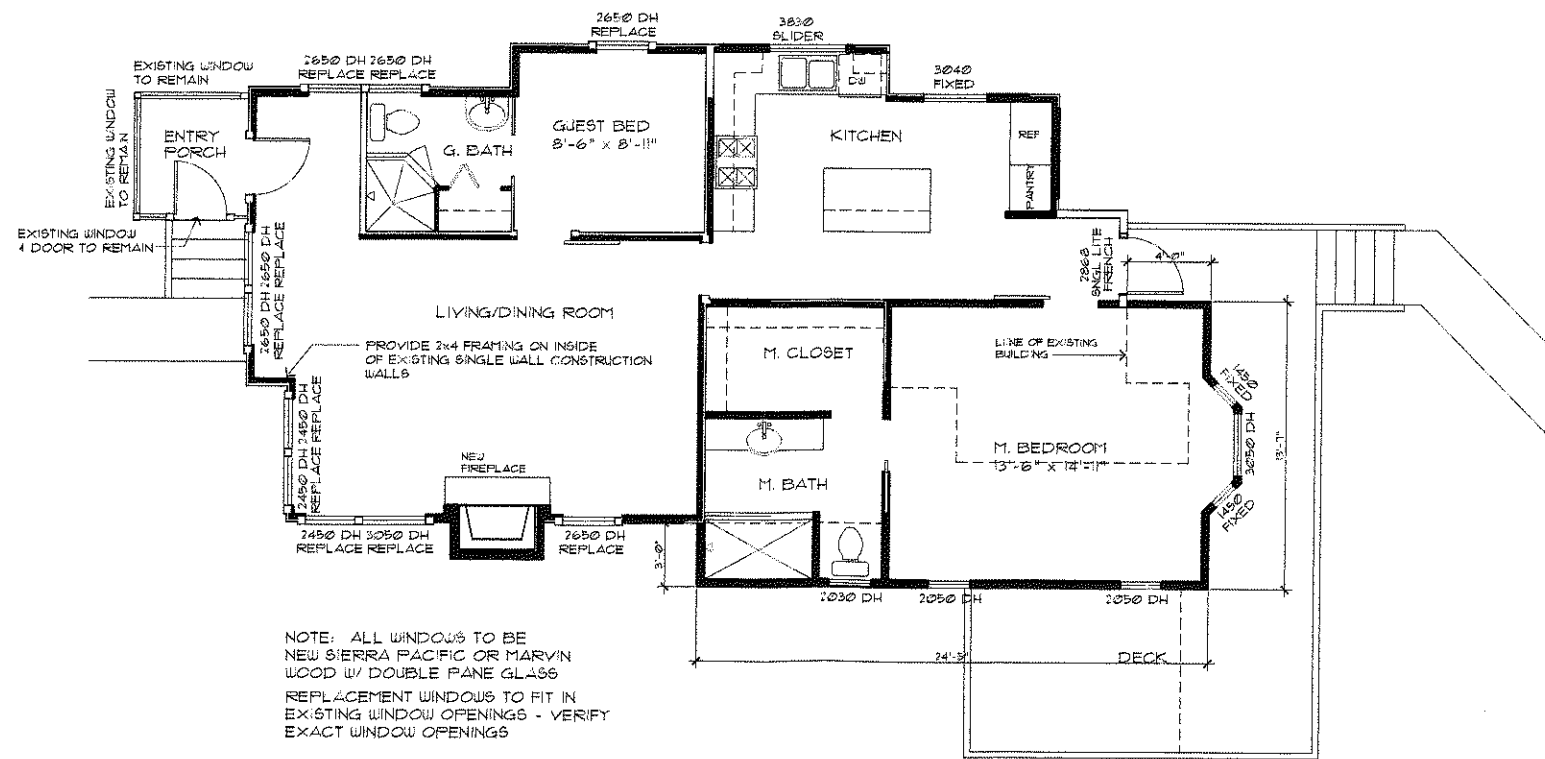 2650 DH
REPLACE
3830
SLIDER
EXISTING WINDOW
TO REMAIN
2650 DH 2650 DH
REPLACE REPLACE
3040
FIXED
EXISTING WINDOW
TO REMAIN
ENTRY
PORCH
G. BATH
GUEST BED
8'-6" x 8'-11"
DW
KITCHEN
REF
PANTRY
EXISTING WINDOW
& DOOR TO REMAIN
2650 DH 2650 DH
REPLACE REPLACE
2868
SNGL LITE
FRENCH
4'-0"
LIVING/DINING ROOM
PROVIDE 2x4 FRAMING ON INSIDE
OF EXISTING SINGLE WALL CONSTRUCTION
WALLS
M. CLOSET
LINE OF EXISTING
BUILDING
1450
FIXED
2450 DH 2450 DH
REPLACE REPLACE
NEW
FIREPLACE
M. BATH
M. BEDROOM
13'-6" x 14'-11"
3050 DH
13'-7"
1450
FIXED
2450 DH 3050 DH
REPLACE REPLACE
2650 DH
REPLACE
3'-0"
2030 DH
2050 DH
2050 DH
NOTE: ALL WINDOWS TO BE
NEW SIERRA PACIFIC OR MARVIN
WOOD W/ DOUBLE PANE GLASS
REPLACEMENT WINDOWS TO FIT IN
EXISTING WINDOW OPENINGS - VERIFY
EXACT WINDOW OPENINGS
DECK